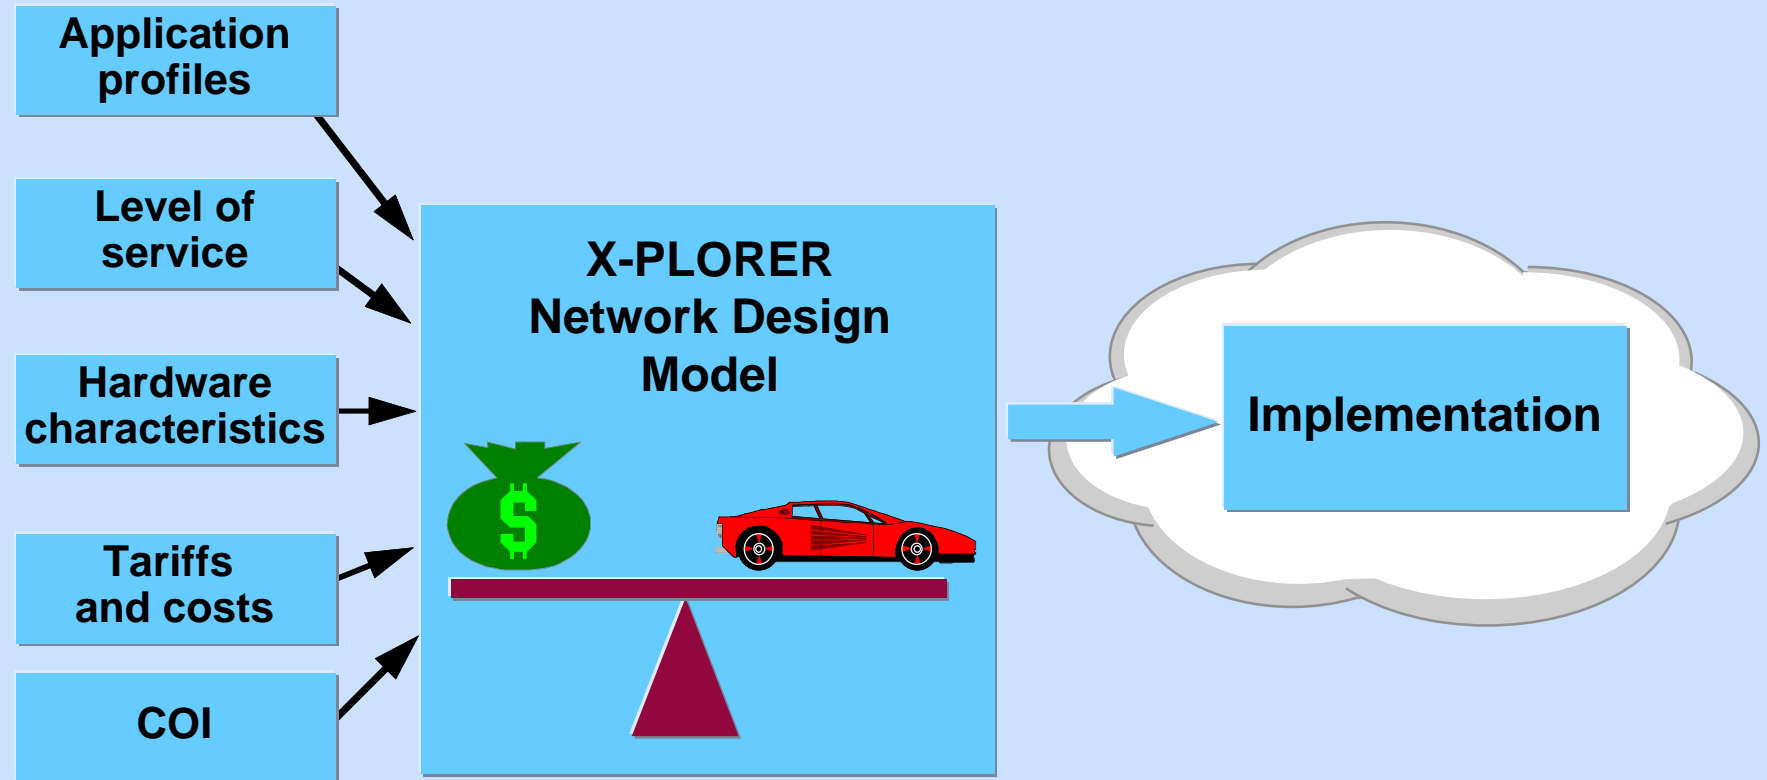 Application
profiles
Level of
service
Hardware
characteristics
Tariffs
and costs
COI
X-PLORER
Network Design
Model
$
Implementation